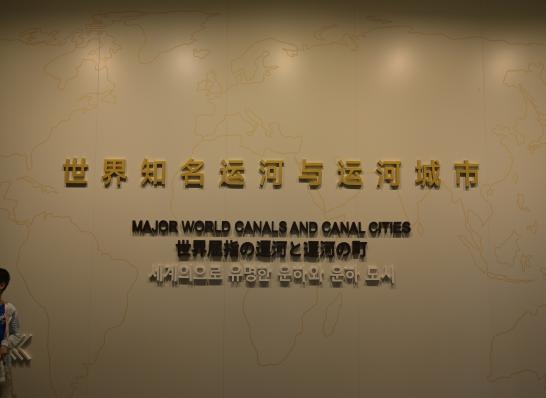 世界知名运河与运河城市
MAJOR WORLD CANALS AND CANAL CITIES
世界屈指の運河と運河の町
세계적으로 유명한 운하와 운하 도시